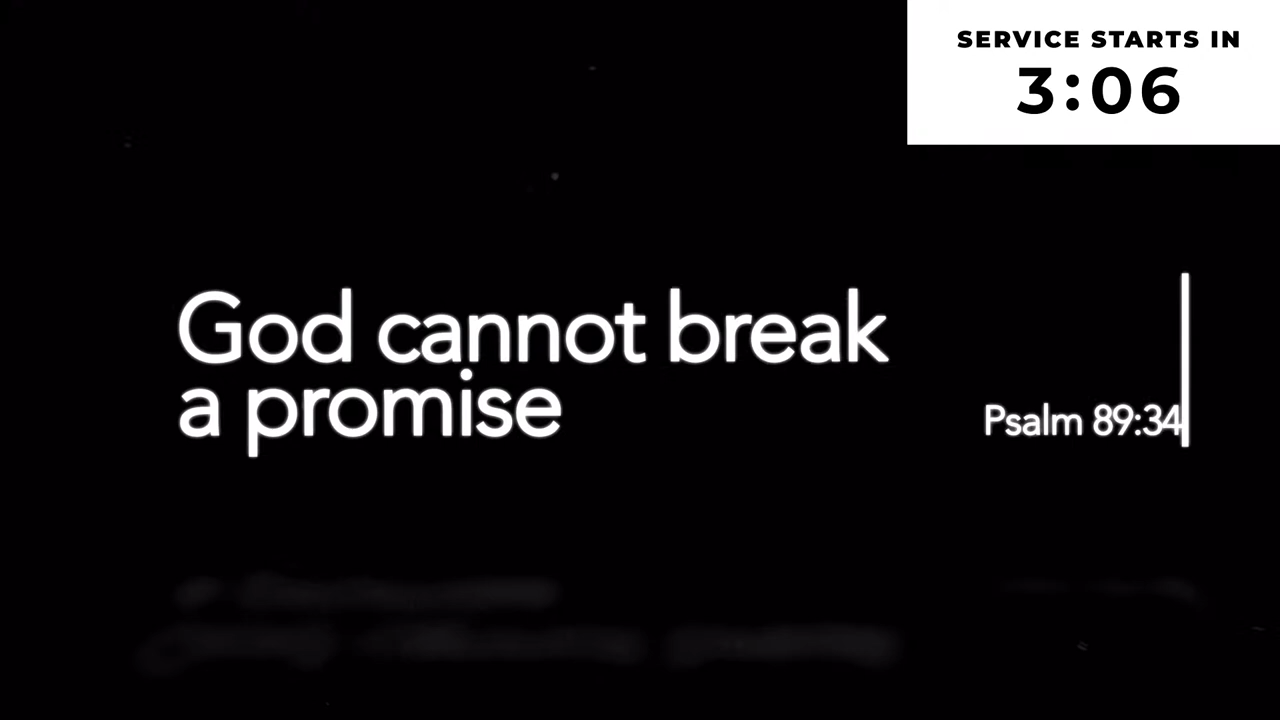 SERVICE STARTS IN
3:06
God cannot break
a promise
Psalm 89:34